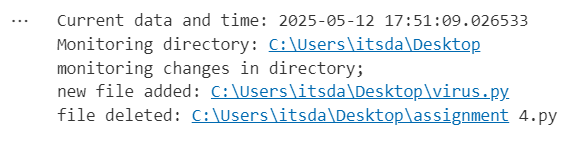 ... Current data and time: 2025-05-12 17:51:09.026533
Monitoring directory: C:\Users\itsda\Desktop
monitoring changes in directory;
new file added: C:\Users\itsda\Desktop\virus.py
file deleted: C:\Users\itsda\Desktop\assignment 4.py